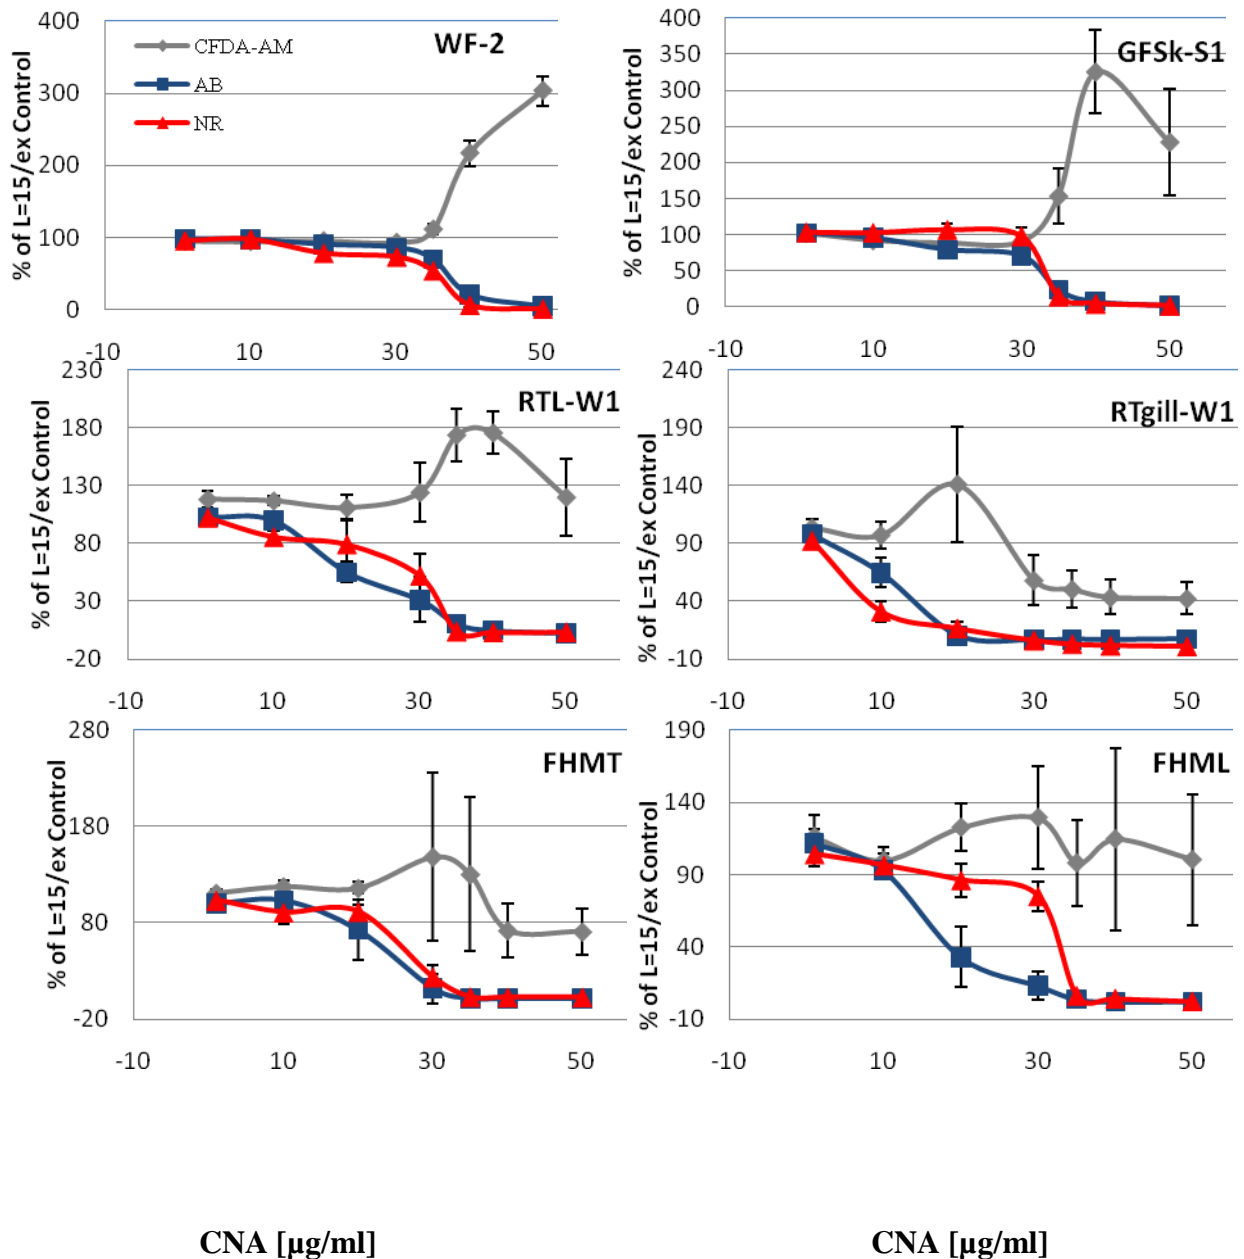 WF-2
CFDA-AM
AB
NR
% of L=15/ex Control
400
300
200
100
0
-10 10 30 50
GFSk-S1
% of L=15/ex Control
400
350
300
250
200
150
100
50
0
-10 10 30 50
RTL-W1
% of L=15/ex Control
230
180
130
80
30
-20
-10 10 30 50
RTgill-W1
% of L=15/ex Control
240
190
140
90
40
-10
-10 10 30 50
FHMT
% of L=15/ex Control
280
180
80
-20
-10 10 30 50
FHML
% of L=15/ex Control
190
140
90
40
-10
-10 10 30 50
CNA [µg/ml]
CNA [µg/ml]